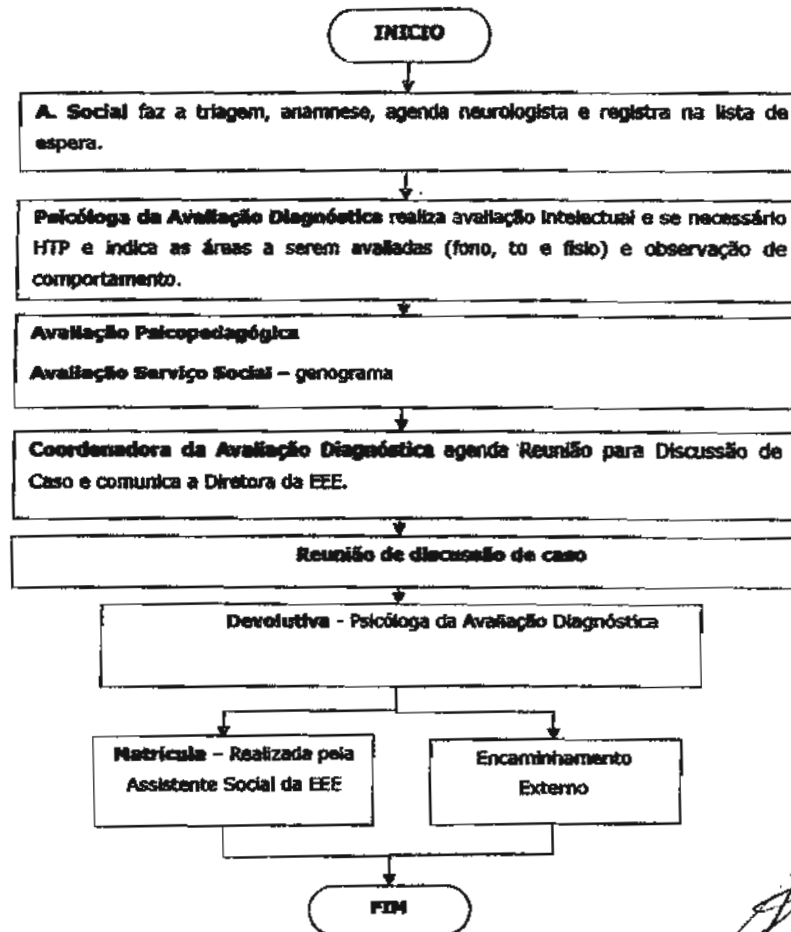 INICIO
A. Social faz a triagem, anamnese, agenda neurologista e registra na lista de
espera.
Psicóloga da Avaliação Diagnóstica realiza avaliação intelectual e se necessário
HTP e indica as áreas a serem avaliadas (fono, to e fisio) e observação de
comportamento.
Avaliação Psicopedagógica
Avaliação Serviço Social – genograma
Coordenadora da Avaliação Diagnóstica agenda Reunião para Discussão de
Caso e comunica a Diretora da EEE.
Reunião de discussão de caso
Devolutiva - Psicóloga da Avaliação Diagnóstica
Matrícula – Realizada pela
Assistente Social da EEE
Encaminhamento
Externo
FIM